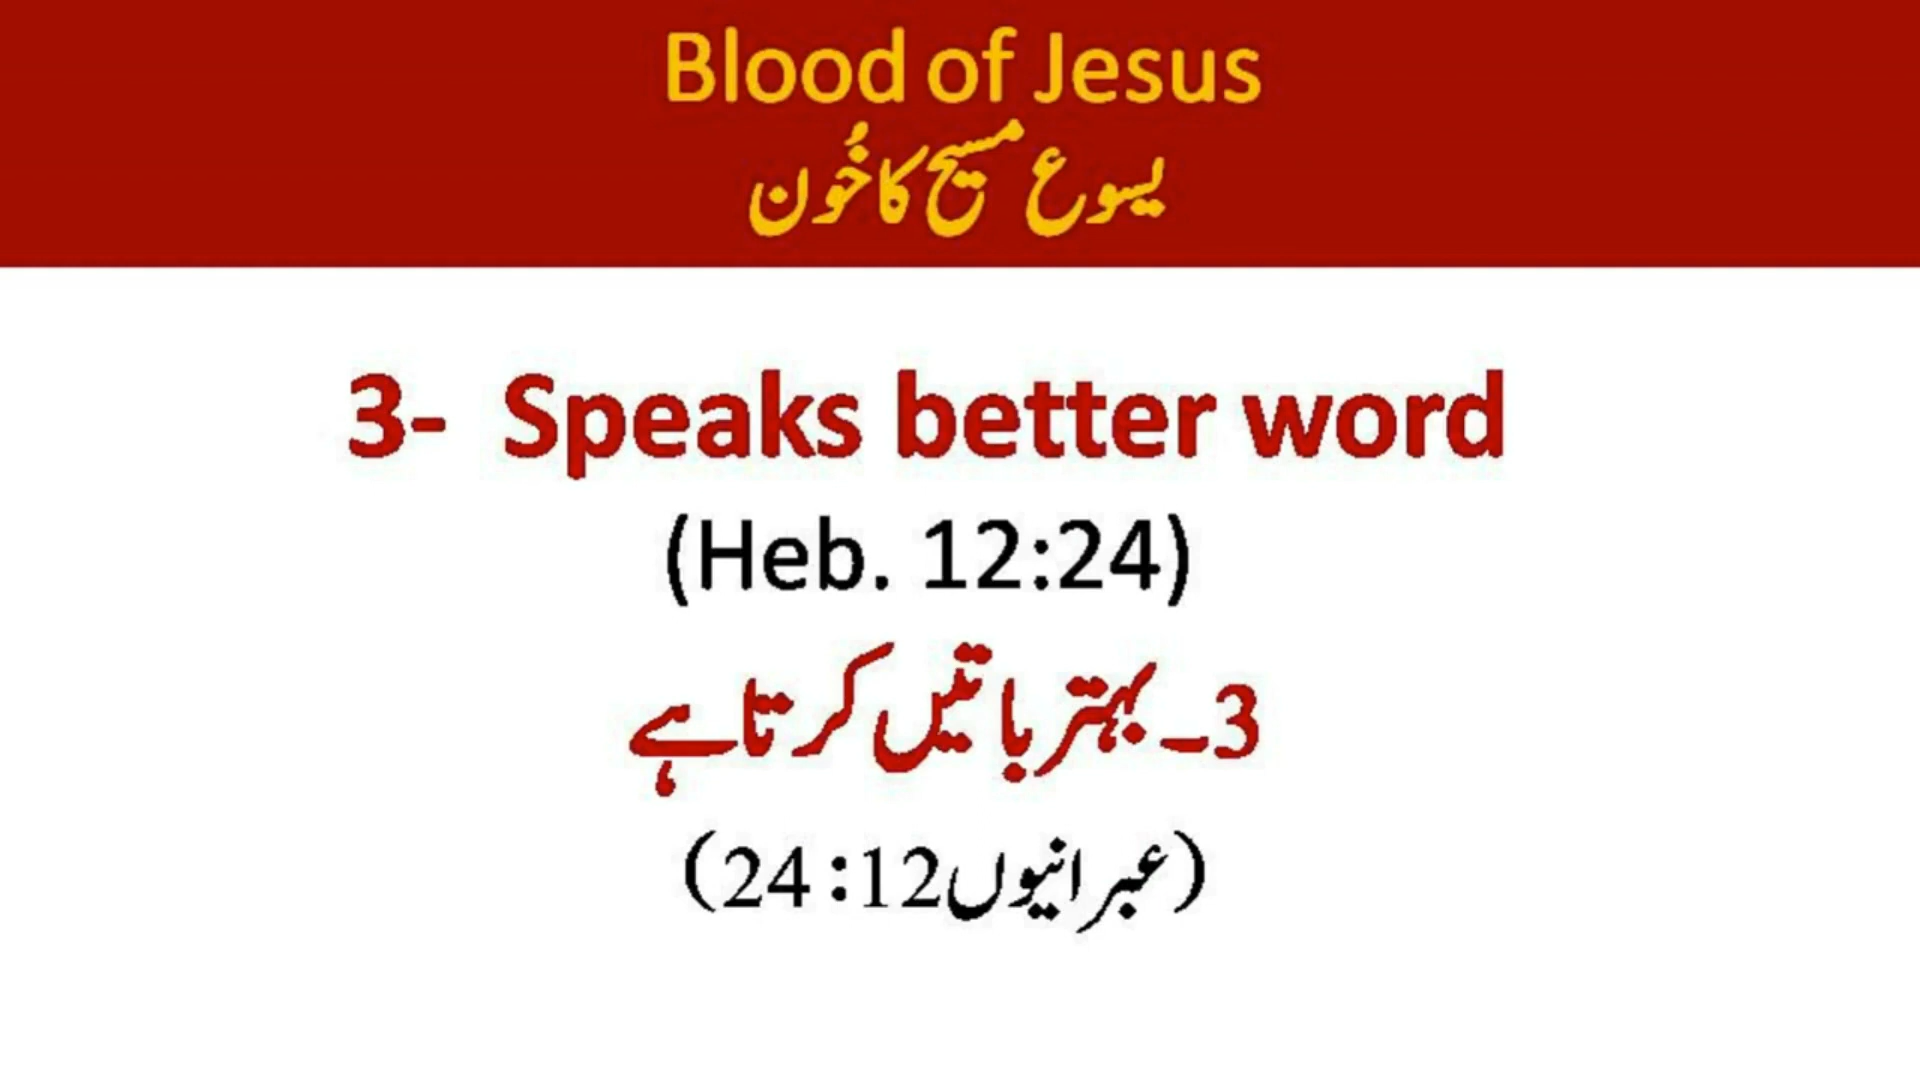 Blood of Jesus
یسوع مسیح کا خُون
3- Speaks better word
(Heb. 12:24)
3۔ بہتر باتیں کرتا ہے
(عبرانیوں 12: 24)